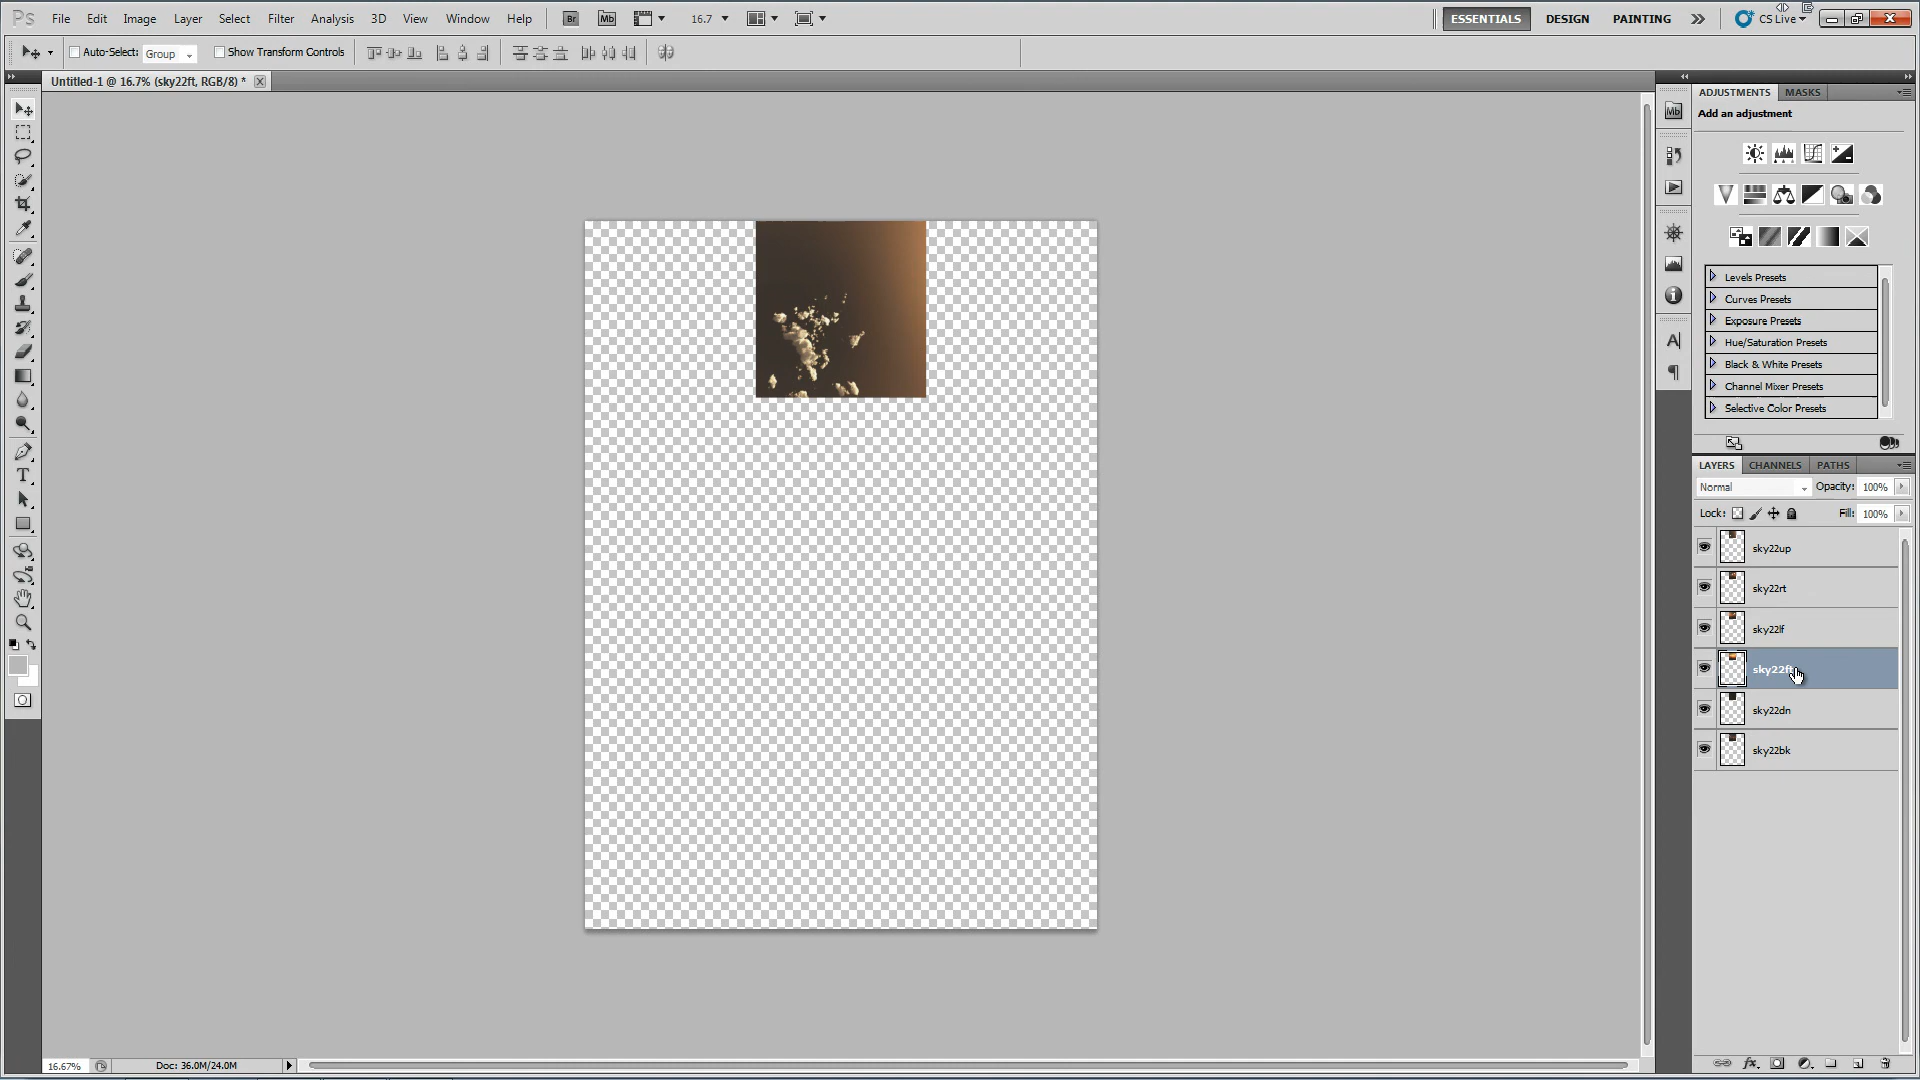 Ps File Edit Image Layer Select Filter Analysis 3D View Window Help Br Mb 16.7 ESSENTIALS DESIGN PAINTING CS Live
Auto-Select: Group Show Transform Controls
Untitled-1 @ 16.7% (sky22ft, RGB/8) *
Mb
ADJUSTMENTS MASKS
Add an adjustment
Levels Presets
Curves Presets
Exposure Presets
Hue/Saturation Presets
Black & White Presets
Channel Mixer Presets
Selective Color Presets
LAYERS CHANNELS PATHS
Normal Opacity: 100%
Lock: Fill: 100%
sky22up
sky22rt
sky22lf
sky22ft
sky22dn
sky22bk
16.67% Doc: 36.0M/24.0M